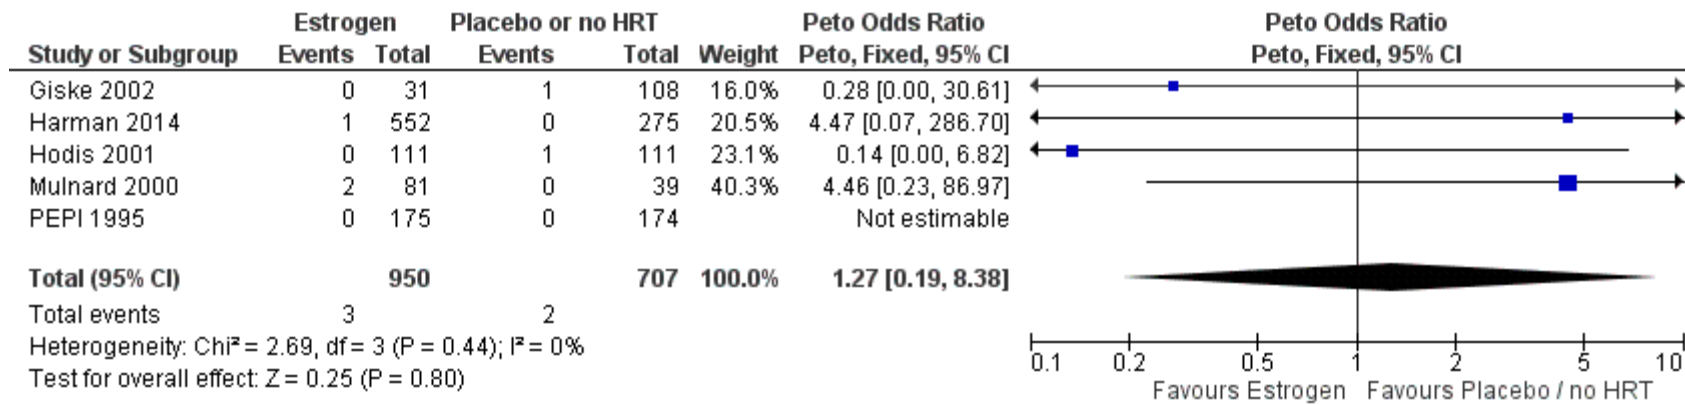 Estrogen Placebo or no HRT Peto Odds Ratio Peto Odds Ratio
Study or Subgroup Events Total Events Total Weight Peto, Fixed, 95% CI Peto, Fixed, 95% CI
Giske 2002 0 31 1 108 16.0% 0.28 [0.00, 30.61]
Harman 2014 1 552 0 275 20.5% 4.47 [0.07, 286.70]
Hodis 2001 0 111 1 111 23.1% 0.14 [0.00, 6.82]
Mulnard 2000 2 81 0 39 40.3% 4.46 [0.23, 86.97]
PEPI 1995 0 175 0 174 Not estimable
Total (95% CI) 950 707 100.0% 1.27 [0.19, 8.38]
Total events 3 2
Heterogeneity: Chi² = 2.69, df = 3 (P = 0.44); I² = 0%
Test for overall effect: Z = 0.25 (P = 0.80)
0.1 0.2 0.5 1 2 5 10
Favours Estrogen Favours Placebo / no HRT